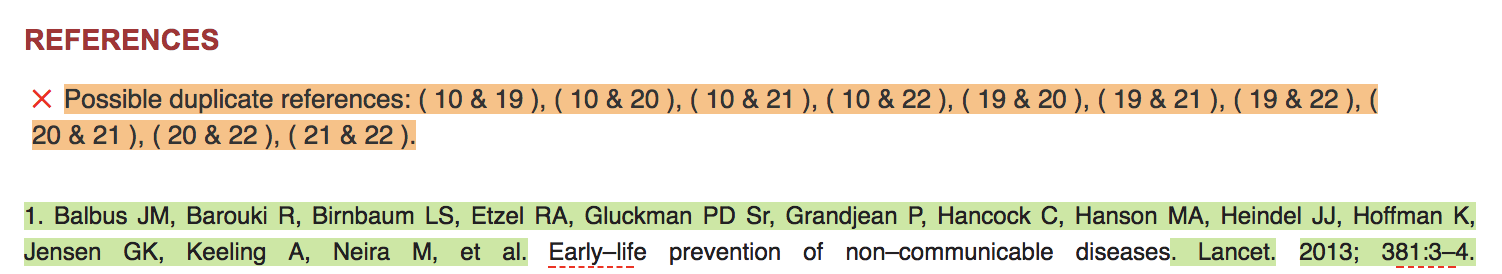 REFERENCES
Possible duplicate references: ( 10 & 19 ), ( 10 & 20 ), ( 10 & 21 ), ( 10 & 22 ), ( 19 & 20 ), ( 19 & 21 ), ( 19 & 22 ), (
20 & 21 ), ( 20 & 22 ), ( 21 & 22 ).
1. Balbus JM, Barouki R, Birnbaum LS, Etzel RA, Gluckman PD Sr, Grandjean P, Hancock C, Hanson MA, Heindel JJ, Hoffman K,
Jensen GK, Keeling A, Neira M, et al. Early–life prevention of non–communicable diseases. Lancet. 2013; 381:3–4.